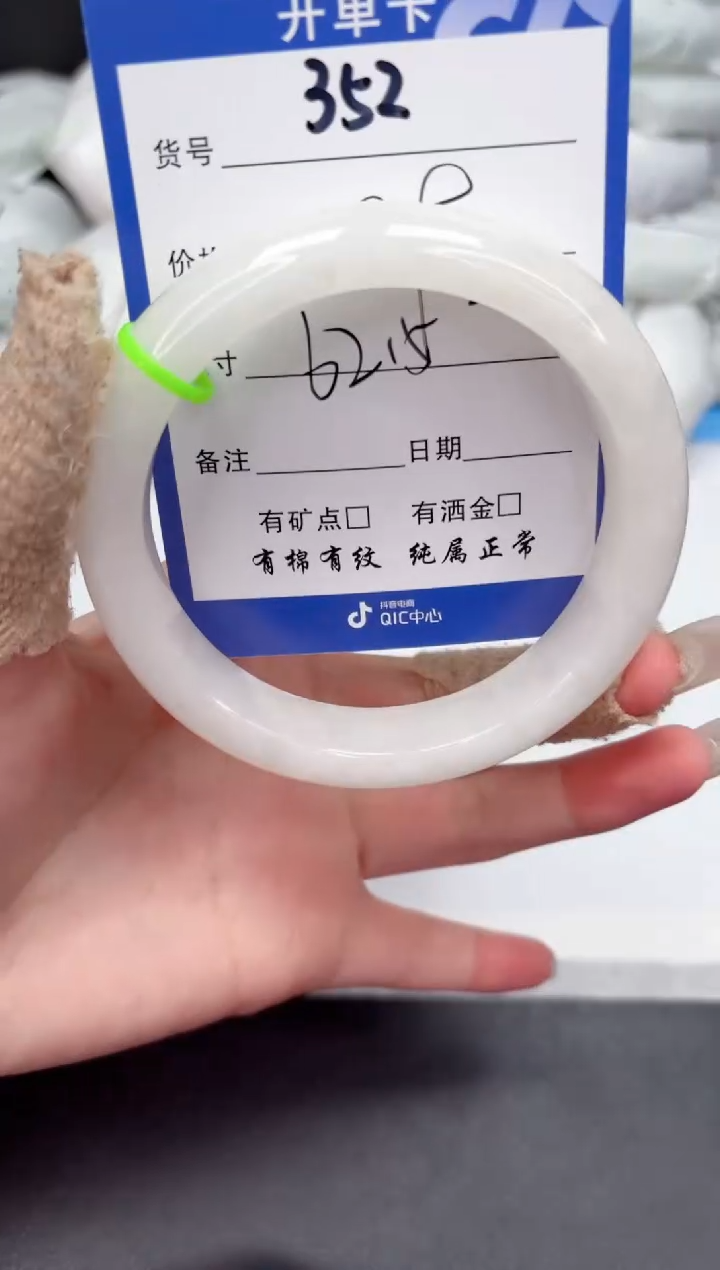 开单卡
货号 352
价
寸 62.15
备注 日期
有矿点□ 有洒金□
有棉有纹 纯属正常
抖音电商
QIC中心